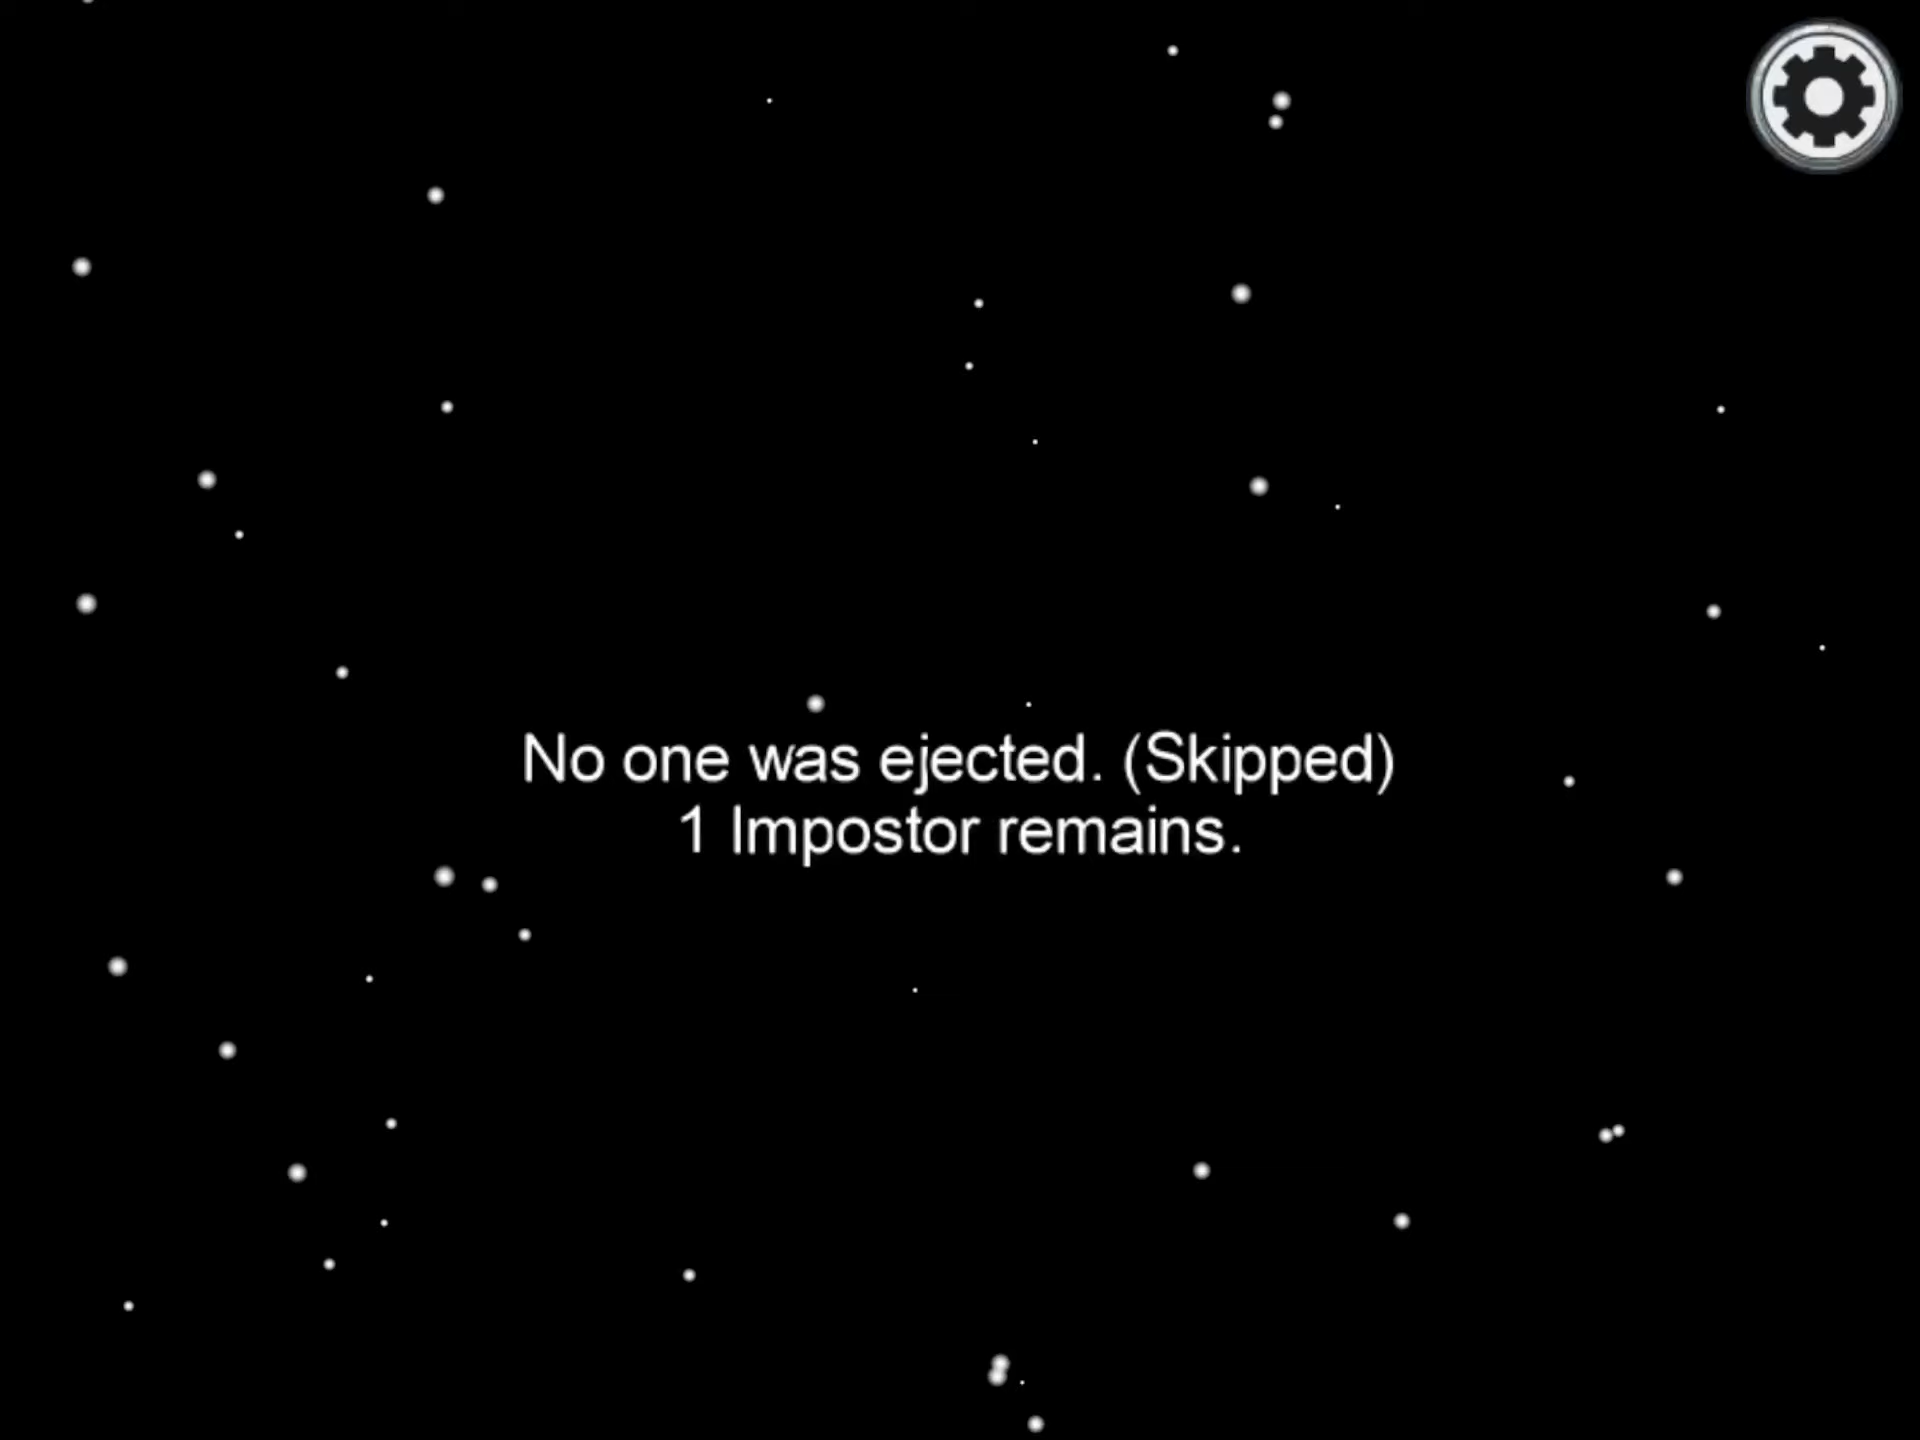 No one was ejected. (Skipped)
1 Impostor remains.